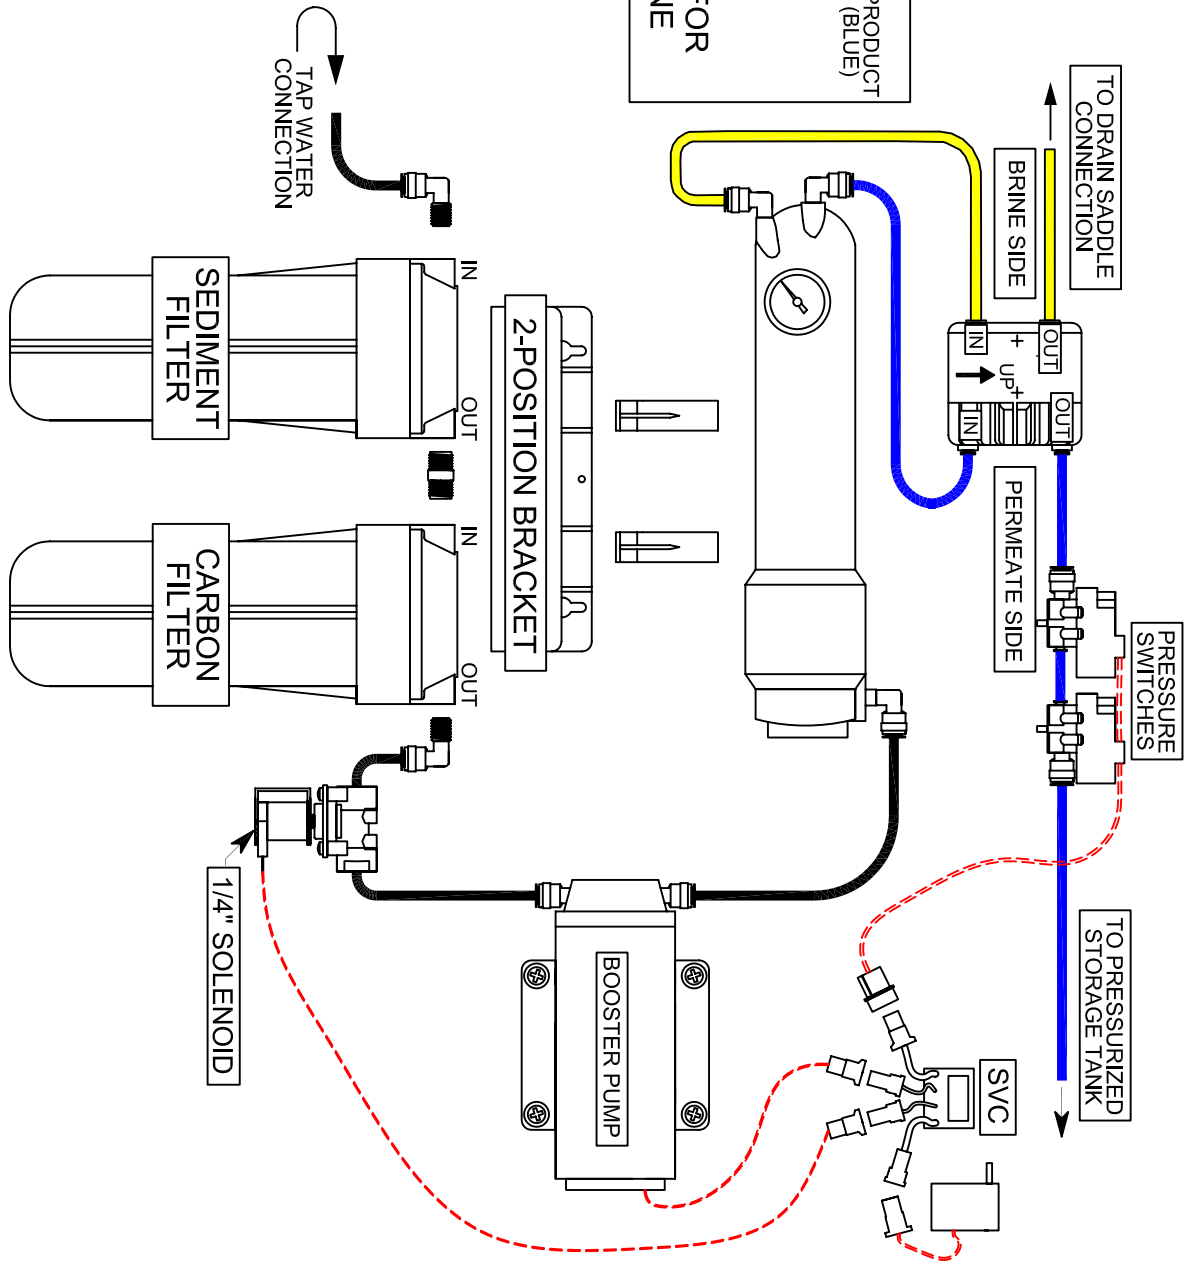 PRODUCT
(BLUE)
FOR
NE
TO DRAIN SADDLE
CONNECTION
BRINE SIDE
OUT
IN
+
UP
+
OUT
IN
PERMEATE SIDE
PRESSURE
SWITCHES
TO PRESSURIZED
STORAGE TANK
TAP WATER
CONNECTION
IN
SEDIMENT
FILTER
OUT
2-POSITION BRACKET
IN
CARBON
FILTER
OUT
1/4" SOLENOID
BOOSTER PUMP
SVC